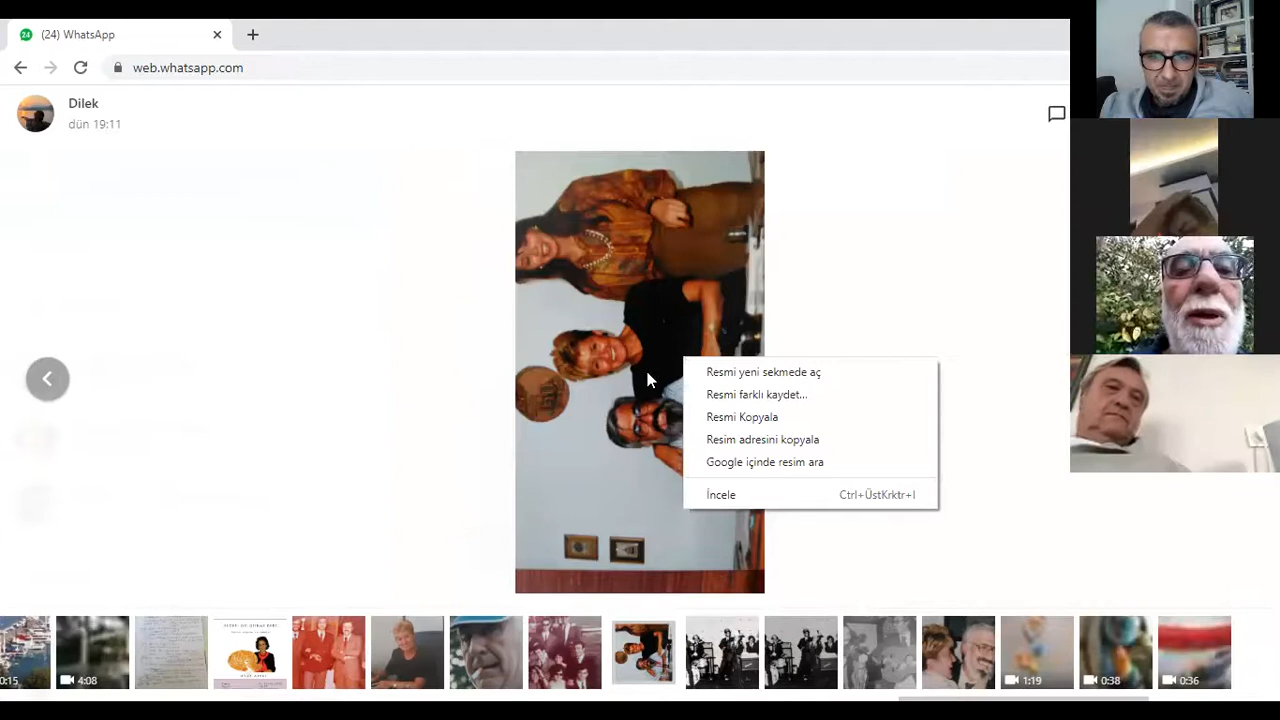 (24) WhatsApp
web.whatsapp.com
Dilek
dün 19:11
Resmi yeni sekmede aç
Resmi farklı kaydet...
Resmi Kopyala
Resim adresini kopyala
Google içinde resim ara
İncele Ctrl+ÜstKrktr+I
0:15
4:08
1:19
0:38
0:36